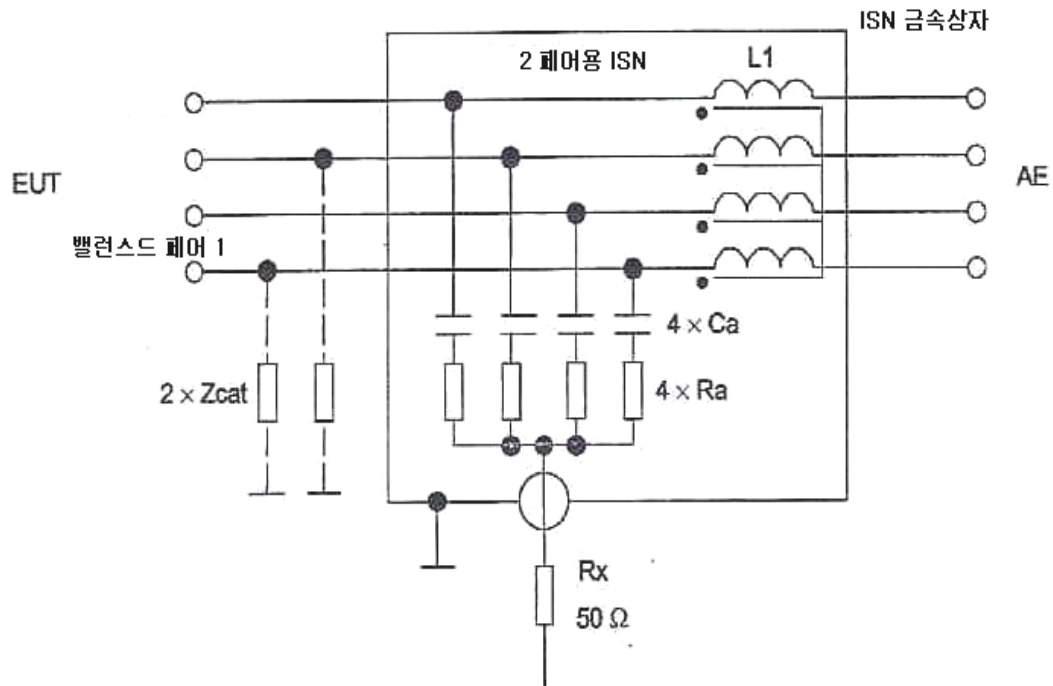 ISN 금속상자
2 페어용 ISN
L1
EUT
AE
밸런스드 페어 1
4 × Ca
2 × Zcat
4 × Ra
Rx
50 Ω